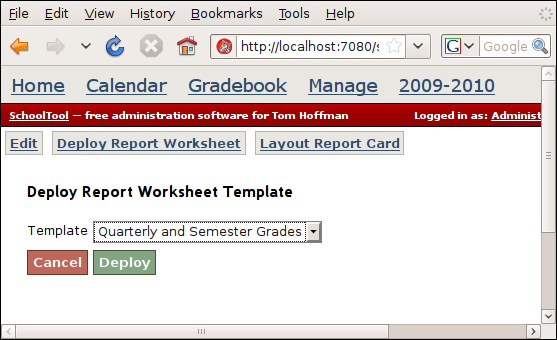 File Edit View History Bookmarks Tools Help
http://localhost:7080/s Google
Home Calendar Gradebook Manage 2009-2010
SchoolTool — free administration software for Tom Hoffman Logged in as: Administ
Edit Deploy Report Worksheet Layout Report Card
Deploy Report Worksheet Template
Template Quarterly and Semester Grades
Cancel Deploy